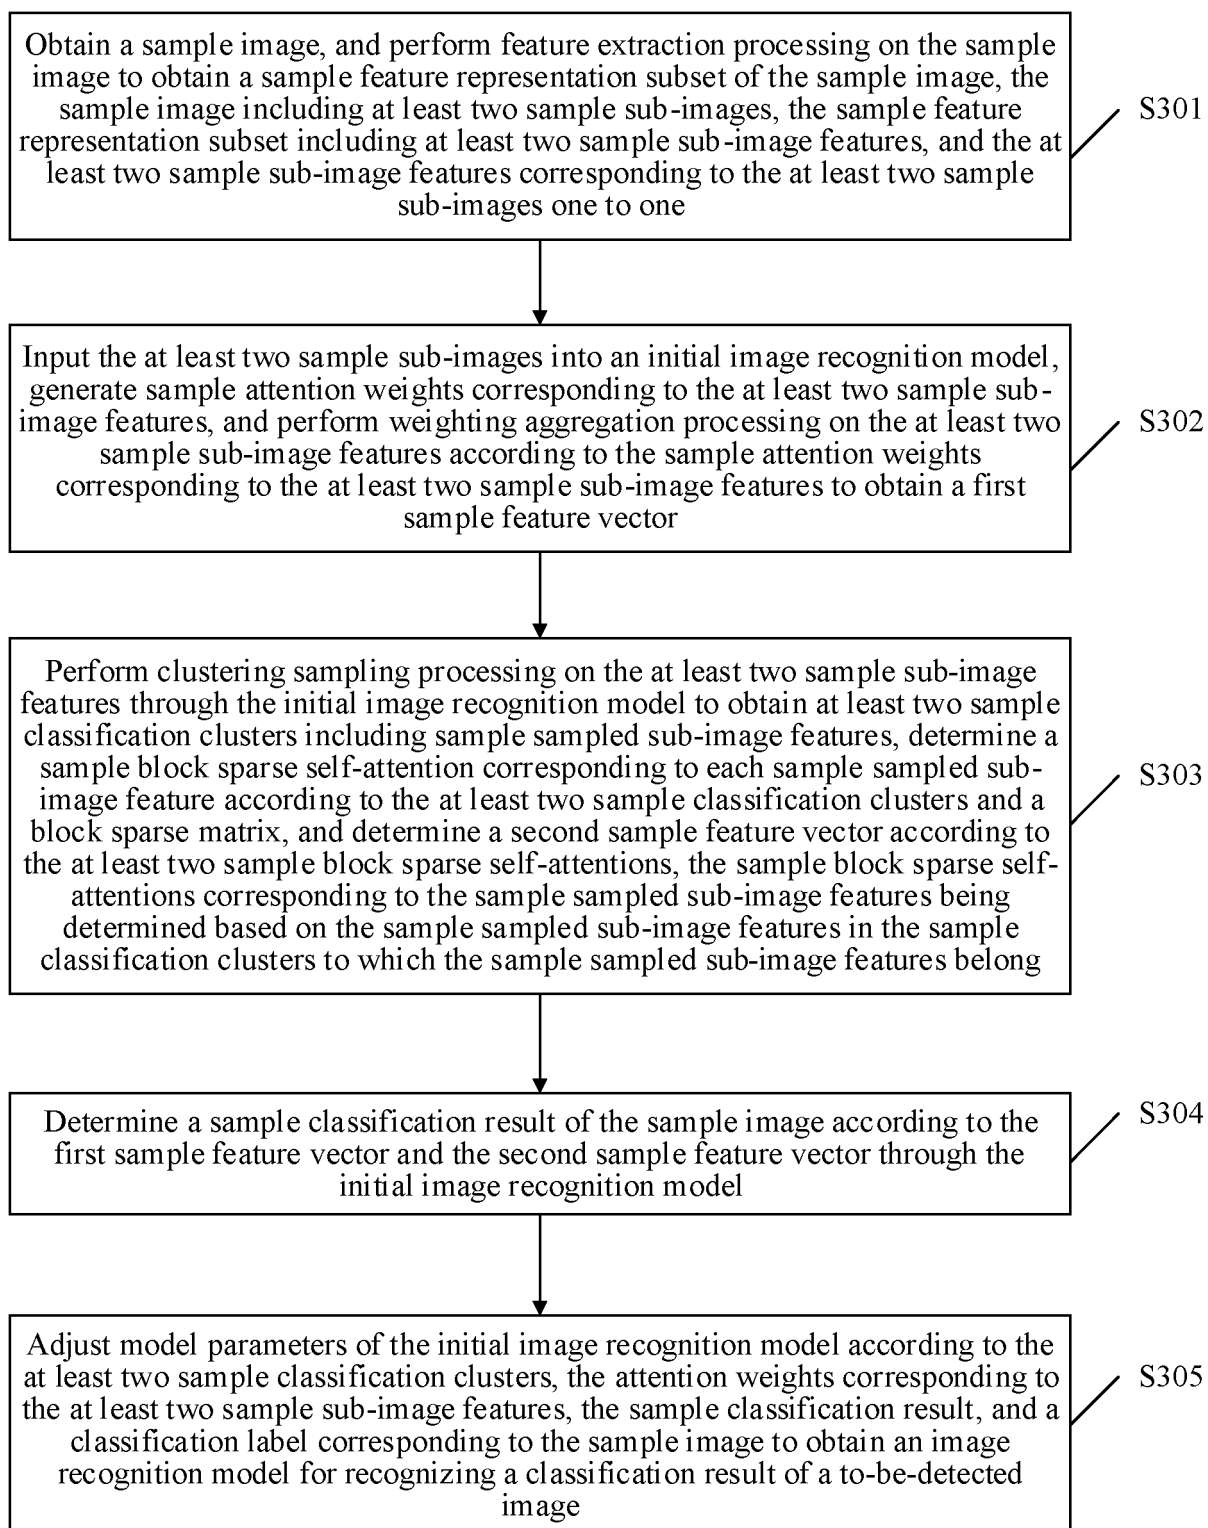 Obtain a sample image, and perform feature extraction processing on the sample
image to obtain a sample feature representation subset of the sample image, the
sample image including at least two sample sub-images, the sample feature
representation subset including at least two sample sub-image features, and the at
least two sample sub-image features corresponding to the at least two sample
sub-images one to one
S301
Input the at least two sample sub-images into an initial image recognition model,
generate sample attention weights corresponding to the at least two sample sub-
image features, and perform weighting aggregation processing on the at least two
sample sub-image features according to the sample attention weights
corresponding to the at least two sample sub-image features to obtain a first
sample feature vector
S302
Perform clustering sampling processing on the at least two sample sub-image
features through the initial image recognition model to obtain at least two sample
classification clusters including sample sampled sub-image features, determine a
sample block sparse self-attention corresponding to each sample sampled sub-
image feature according to the at least two sample classification clusters and a
block sparse matrix, and determine a second sample feature vector according to
the at least two sample block sparse self-attentions, the sample block sparse self-
attentions corresponding to the sample sampled sub-image features being
determined based on the sample sampled sub-image features in the sample
classification clusters to which the sample sampled sub-image features belong
S303
Determine a sample classification result of the sample image according to the
first sample feature vector and the second sample feature vector through the
initial image recognition model
S304
Adjust model parameters of the initial image recognition model according to the
at least two sample classification clusters, the attention weights corresponding to
the at least two sample sub-image features, the sample classification result, and a
classification label corresponding to the sample image to obtain an image
recognition model for recognizing a classification result of a to-be-detected
image
S305